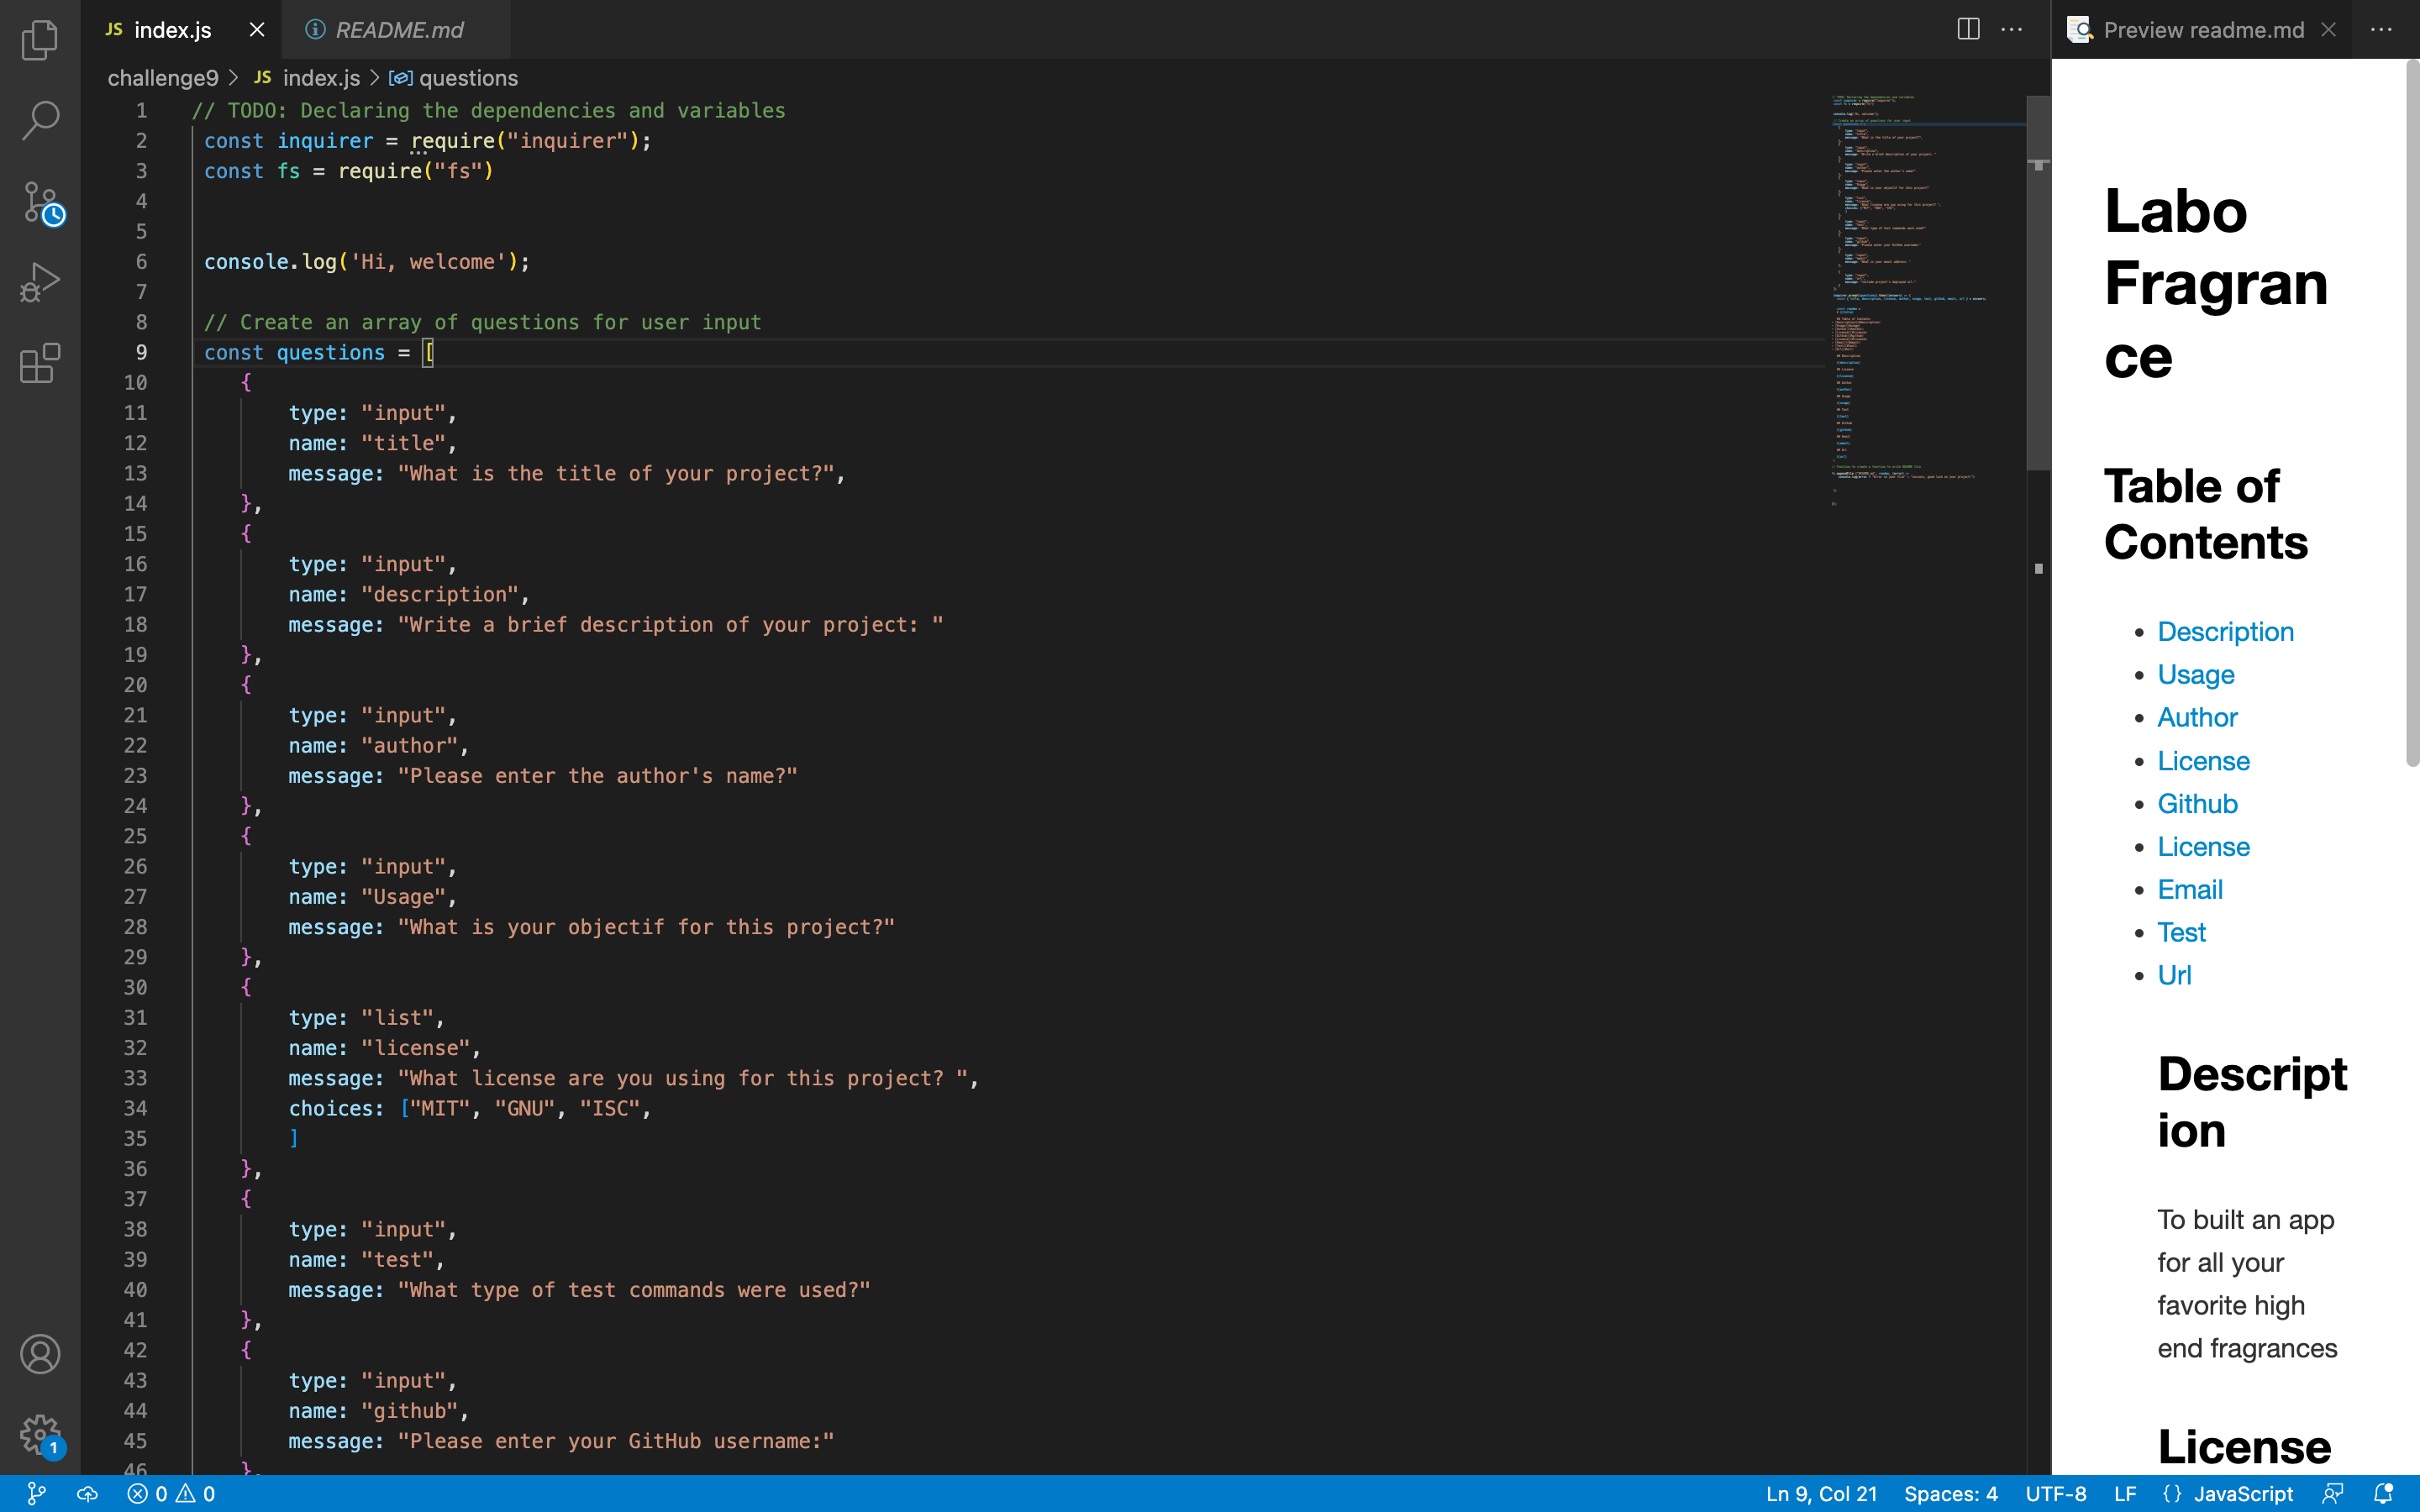 JS index.js
README.md
Preview readme.md
challenge9 > JS index.js > questions
1 // TODO: Declaring the dependencies and variables
2 const inquirer = require("inquirer");
3 const fs = require("fs")
4
5
6 console.log('Hi, welcome');
7
8 // Create an array of questions for user input
9 const questions = [
10 {
11 type: "input",
12 name: "title",
13 message: "What is the title of your project?",
14 },
15 {
16 type: "input",
17 name: "description",
18 message: "Write a brief description of your project: "
19 },
20 {
21 type: "input",
22 name: "author",
23 message: "Please enter the author's name?"
24 },
25 {
26 type: "input",
27 name: "Usage",
28 message: "What is your objectif for this project?"
29 },
30 {
31 type: "list",
32 name: "license",
33 message: "What license are you using for this project? ",
34 choices: ["MIT", "GNU", "ISC",
35 ]
36 },
37 {
38 type: "input",
39 name: "test",
40 message: "What type of test commands were used?"
41 },
42 {
43 type: "input",
44 name: "github",
45 message: "Please enter your GitHub username:"
46 },
Labo
Fragran
ce
Table of
Contents
• Description
• Usage
• Author
• License
• Github
• License
• Email
• Test
• Url
Descript
ion
To built an app
for all your
favorite high
end fragrances
License
1
0 0
Ln 9, Col 21 Spaces: 4 UTF-8 LF {} JavaScript